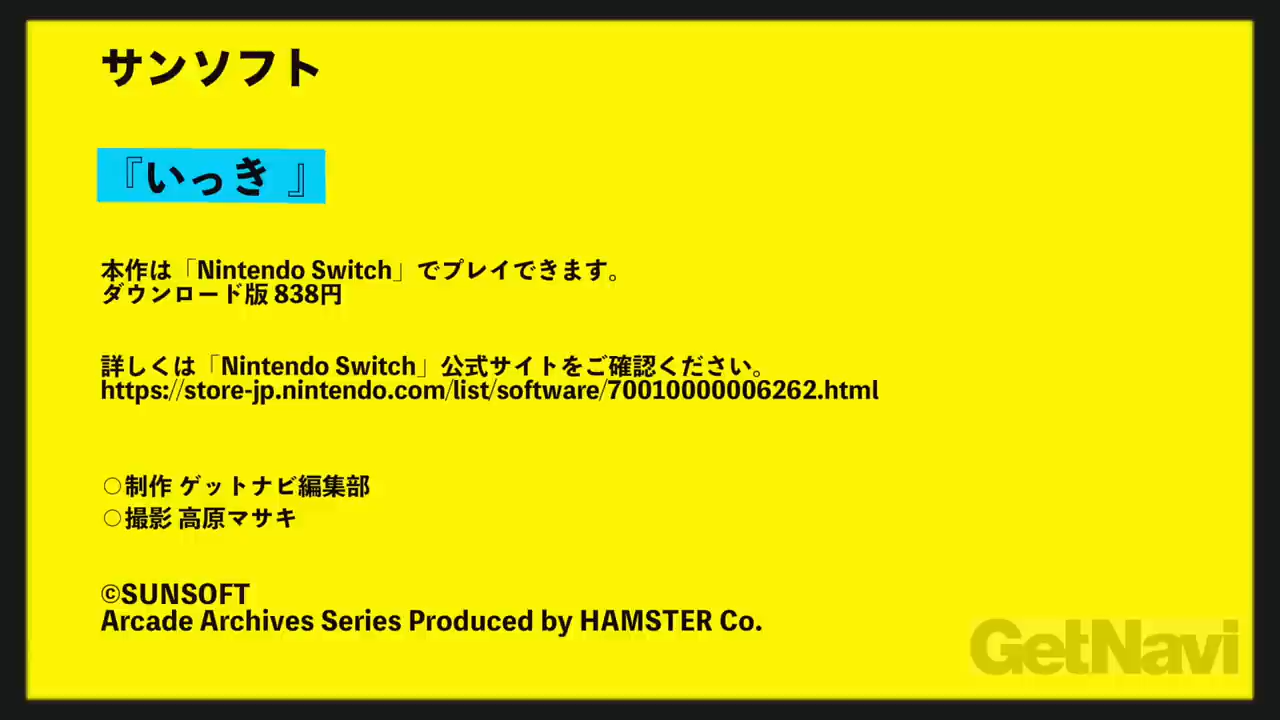 サンソフト
『いっき 』
本作は「Nintendo Switch」でプレイできます。
ダウンロード版 838円
詳しくは「Nintendo Switch」公式サイトをご確認ください。
https://store-jp.nintendo.com/list/software/70010000006262.html
○制作 ゲットナビ編集部
○撮影 高原マサキ
©SUNSOFT
Arcade Archives Series Produced by HAMSTER Co.
GetNavi